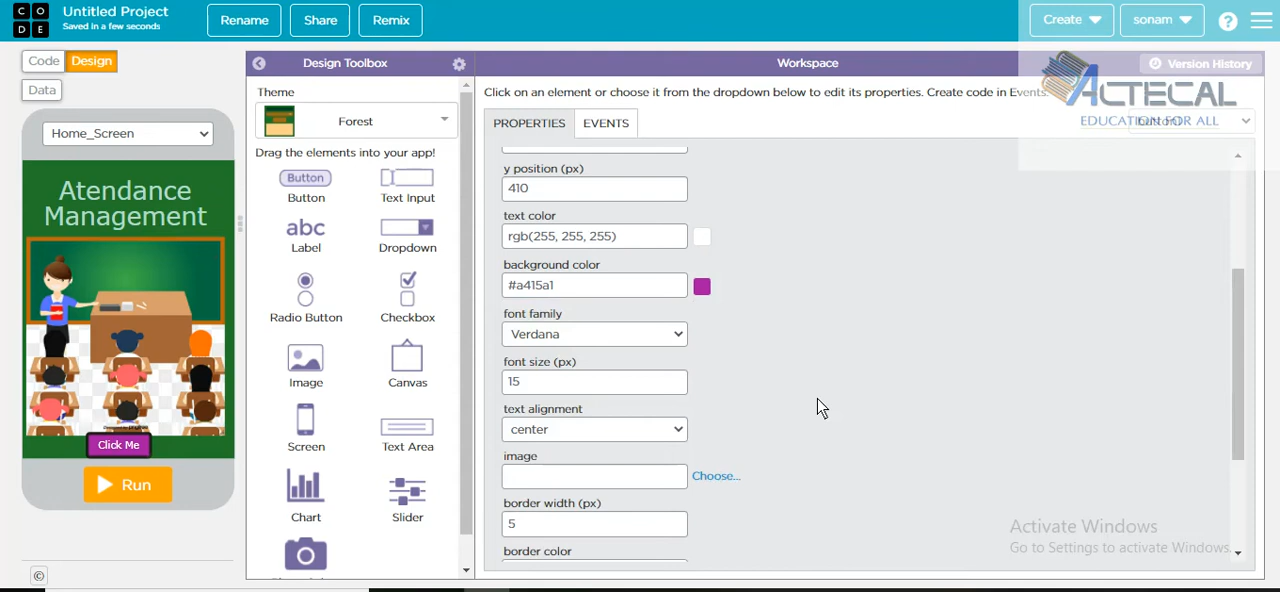 CODE
Untitled Project
Saved in a few seconds
Rename
Share
Remix
Create
sonam
?
Code
Design
Data
Design Toolbox
Workspace
Version History
Theme
Forest
Click on an element or choose it from the dropdown below to edit its properties. Create code in Events.
ACTECAL
EDUCATION FOR ALL
button1
PROPERTIES
EVENTS
Home_Screen
Atendance
Management
Click Me
Run
©
Drag the elements into your app!
Button
Button
Text Input
abc
Label
Dropdown
Radio Button
Checkbox
Image
Canvas
Screen
Text Area
Chart
Slider
y position (px)
410
text color
rgb(255, 255, 255)
background color
#a415a1
font family
Verdana
font size (px)
15
text alignment
center
image
Choose...
border width (px)
5
border color
Activate Windows
Go to Settings to activate Windows.